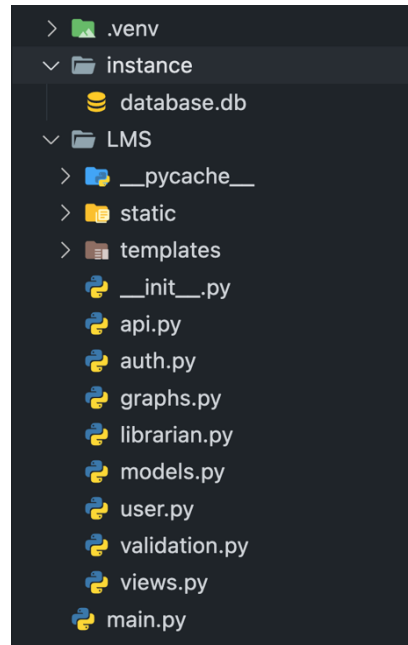 .venv
instance
database.db
LMS
__pycache__
static
templates
__init__.py
api.py
auth.py
graphs.py
librarian.py
models.py
user.py
validation.py
views.py
main.py